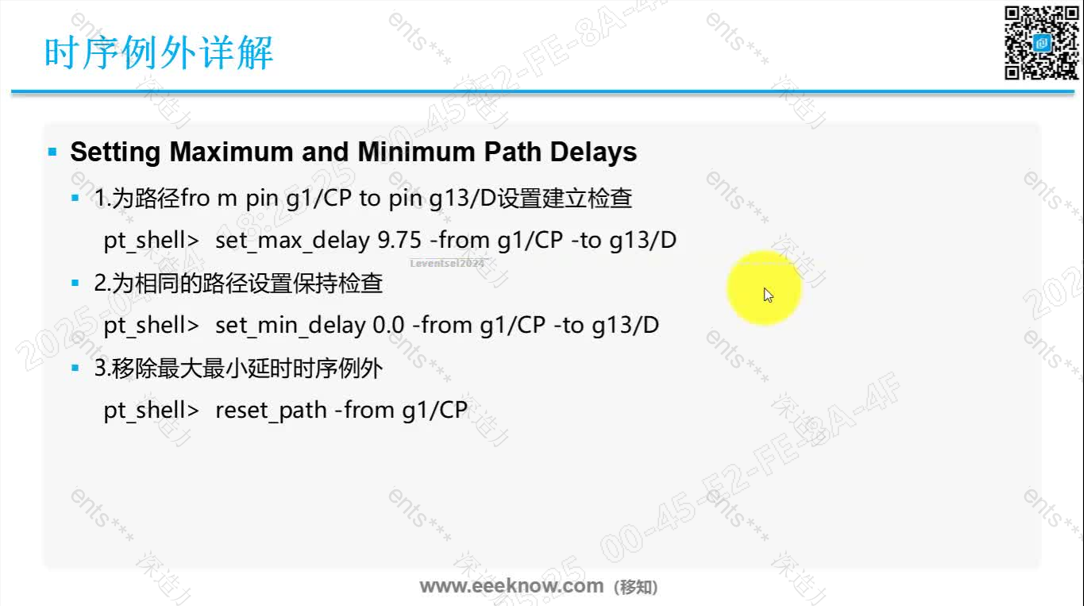 时序例外详解
Setting Maximum and Minimum Path Delays
1.为路径fro m pin g1/CP to pin g13/D设置建立检查
pt_shell> set_max_delay 9.75 -from g1/CP -to g13/D
Leventsel2024
2.为相同的路径设置保持检查
pt_shell> set_min_delay 0.0 -from g1/CP -to g13/D
3.移除最大最小延时时序例外
pt_shell> reset_path -from g1/CP
www.eeeknow.com (移知)